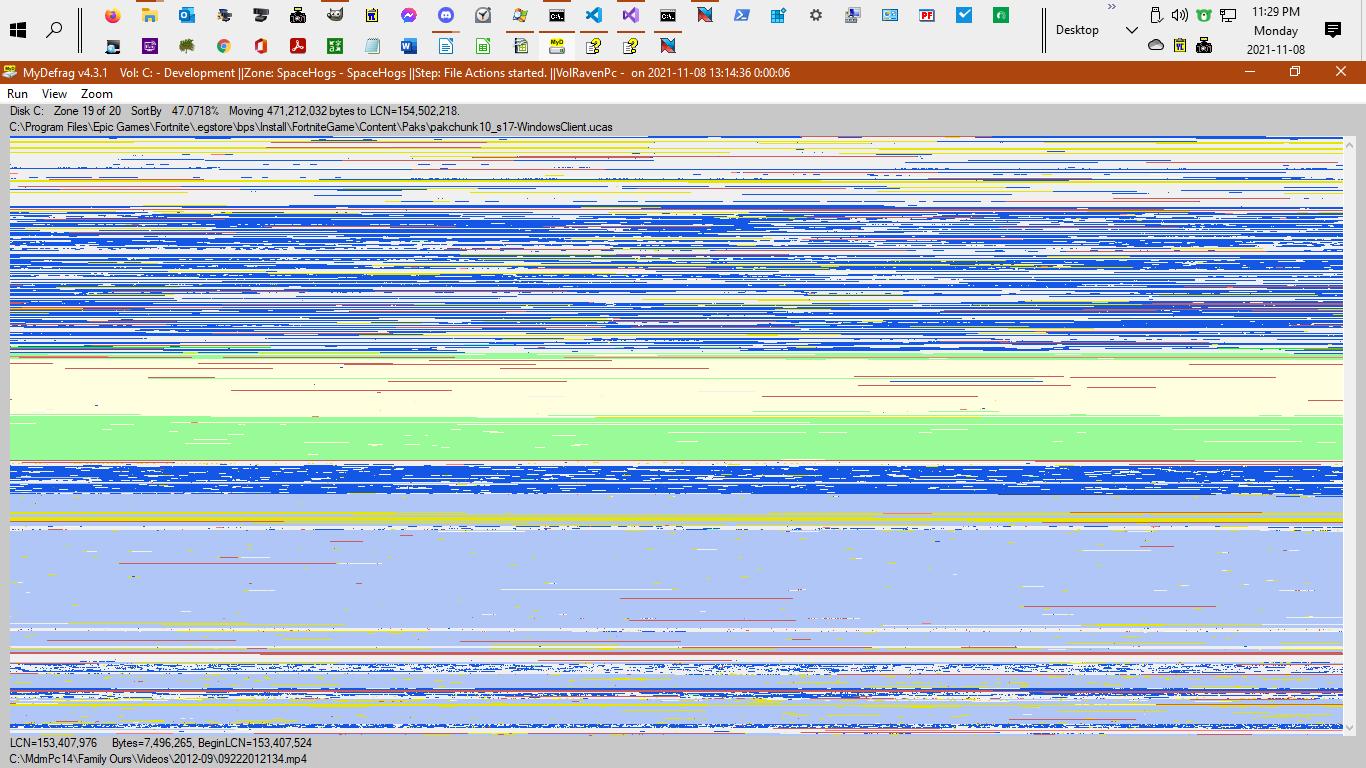 11:29 PM
Desktop
Monday
2021-11-08
MyDefrag v4.3.1 Vol: C: - Development ||Zone: SpaceHogs - SpaceHogs ||Step: File Actions started. ||VolRavenPc - on 2021-11-08 13:14:36 0:00:06
Run View Zoom
Disk C: Zone 19 of 20 SortBy 47.0718% Moving 471,212,032 bytes to LCN=154,502,218.
C:\Program Files\Epic Games\Fortnite\.egstore\bps\Install\FortniteGame\Content\Paks\pakchunk10_s17-WindowsClient.ucas
LCN=153,407,976 Bytes=7,496,265, BeginLCN=153,407,524
C:\MdmPc14\Family Ours\Videos\2012-09\09222012134.mp4